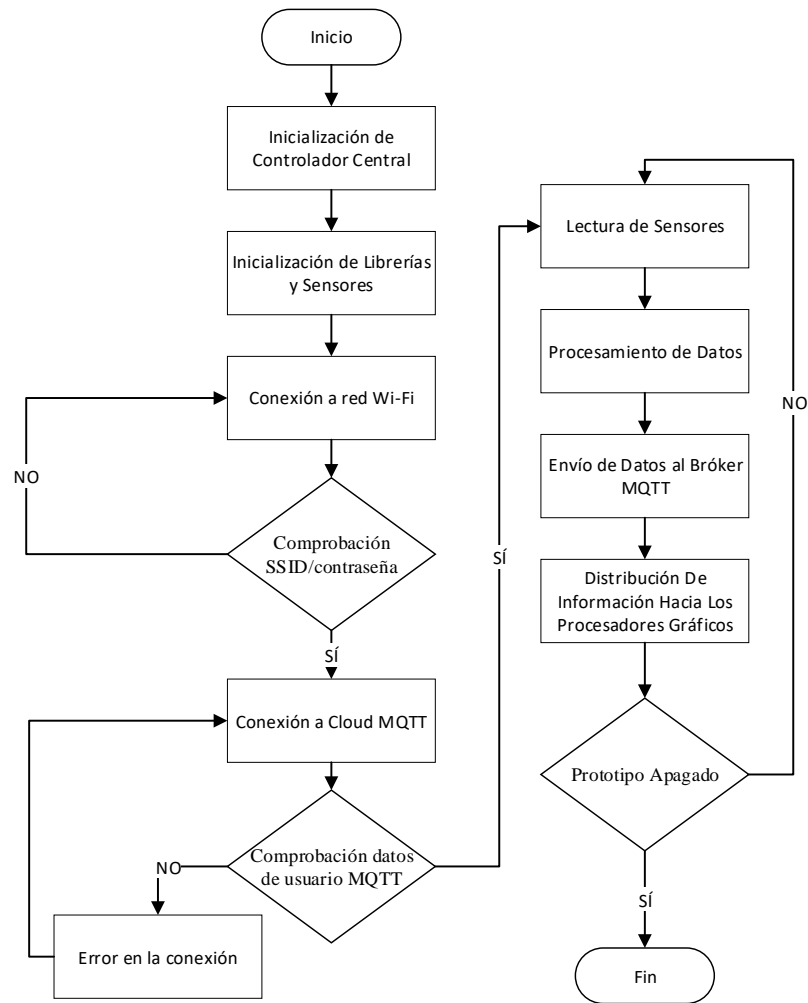 Inicio
Inicialización de
Controlador Central
Inicialización de Librerías
y Sensores
Conexión a red Wi-Fi
NO
Comprobación
SSID/contraseña
SÍ
Conexión a Cloud MQTT
Comprobación datos
de usuario MQTT
NO
Error en la conexión
SÍ
Lectura de Sensores
Procesamiento de Datos
Envío de Datos al Bróker
MQTT
Distribución De
Información Hacia Los
Procesadores Gráficos
Prototipo Apagado
NO
SÍ
Fin